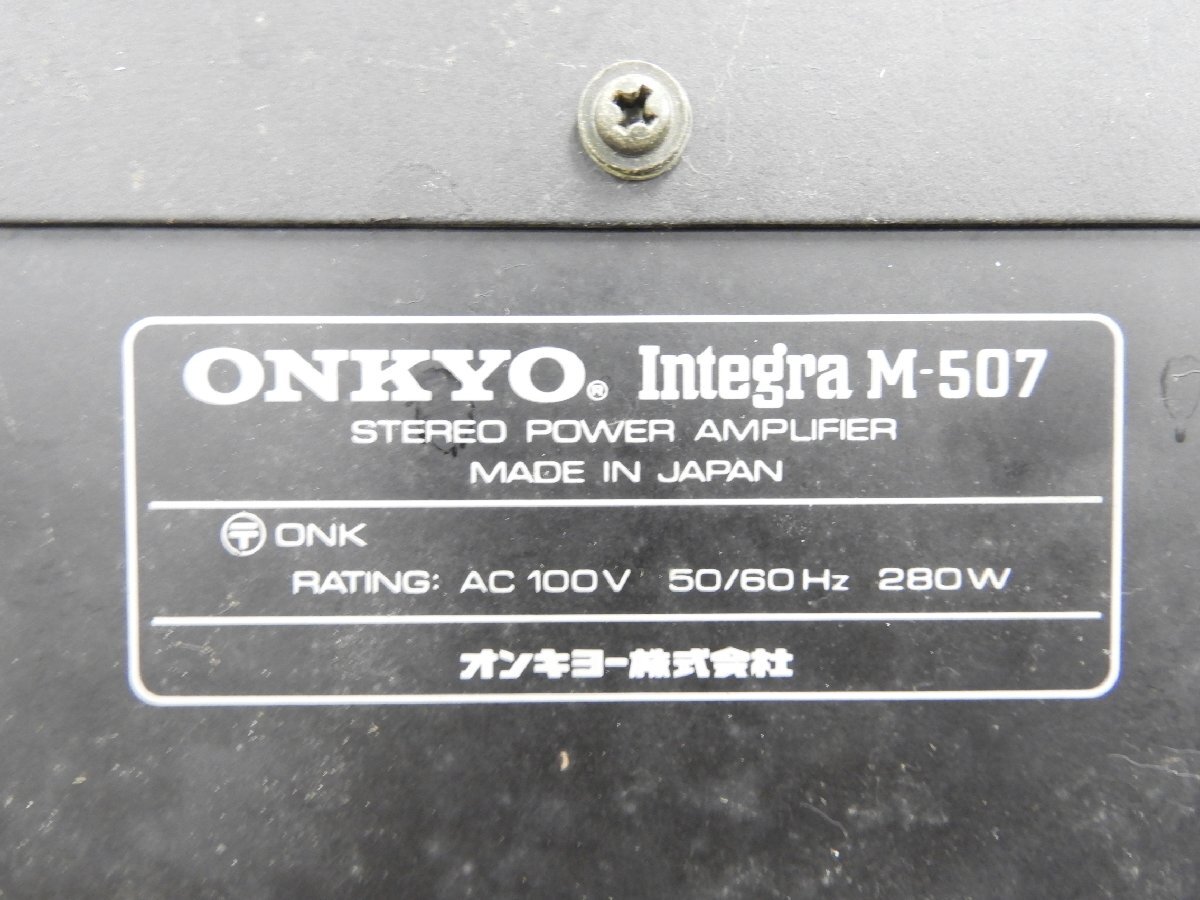 ONKYO® Integra M-507
STEREO POWER AMPLIFIER
MADE IN JAPAN
〶 ONK
RATING: AC 100V 50/60Hz 280W
オンキヨー株式会社